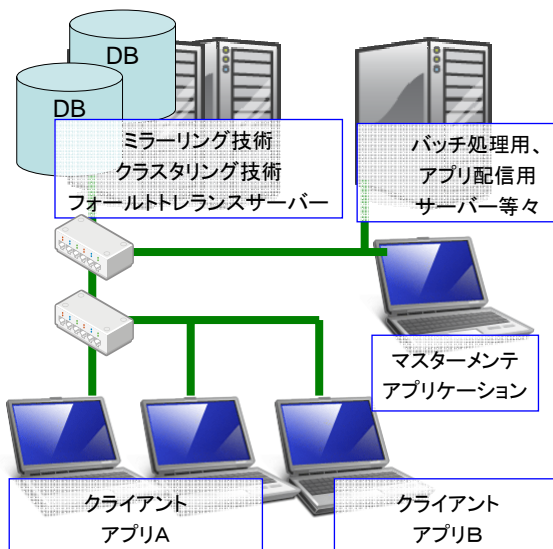 DB
DB
ミラーリング技術
クラスタリング技術
フォールトトレランスサーバー
バッチ処理用、
アプリ配信用
サーバー等々
マスターメンテ
アプリケーション
クライアント
アプリA
クライアント
アプリB